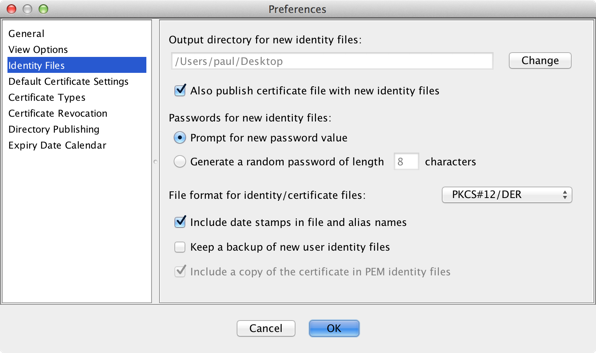 Preferences
General
View Options
Identity Files
Default Certificate Settings
Certificate Types
Certificate Revocation
Directory Publishing
Expiry Date Calendar
Output directory for new identity files:
/Users/paul/Desktop
Change
Also publish certificate file with new identity files
Passwords for new identity files:
Prompt for new password value
Generate a random password of length 8 characters
File format for identity/certificate files: PKCS#12/DER
Include date stamps in file and alias names
Keep a backup of new user identity files
Include a copy of the certificate in PEM identity files
Cancel OK